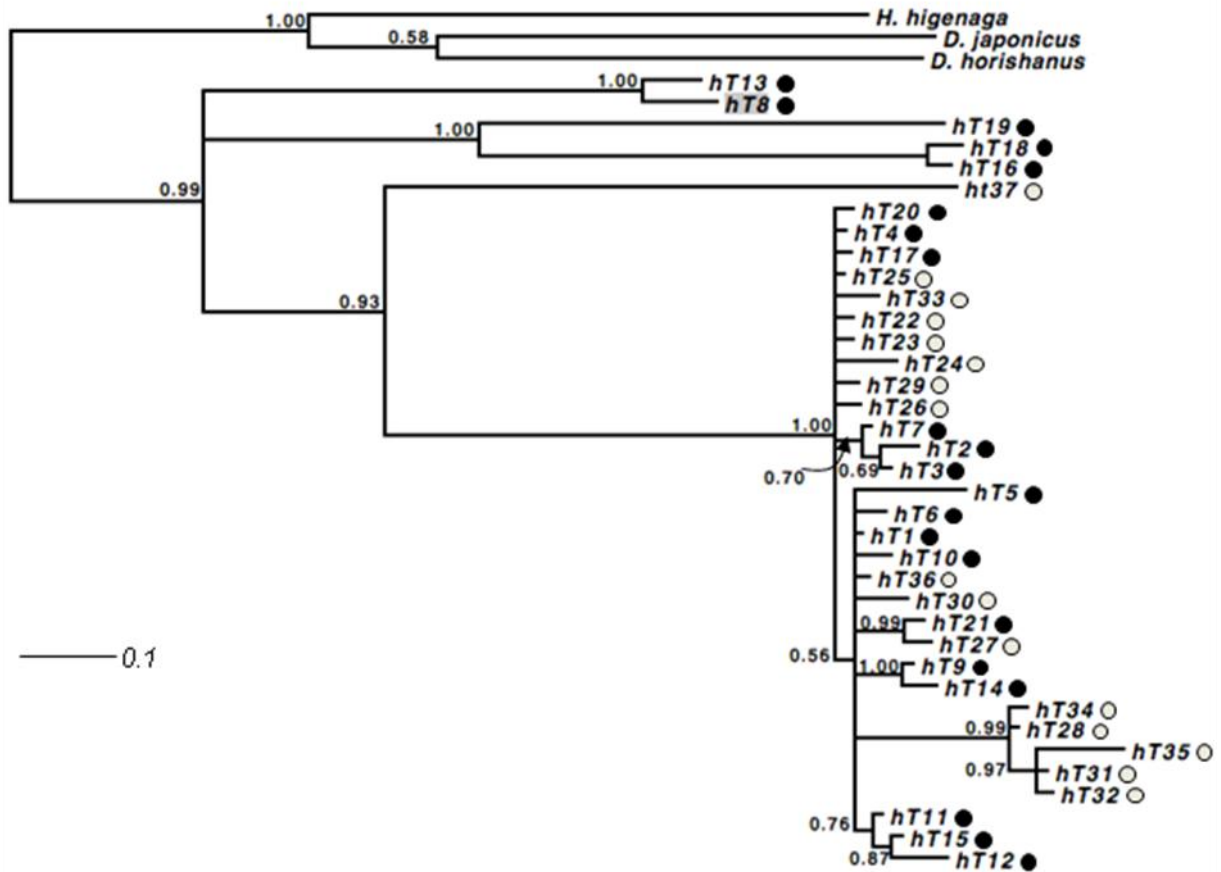 1.00
H. higenaga
0.58
D. japonicus
D. horishanus
1.00
hT13
hT8
1.00
hT19
hT18
hT16
0.99
ht37
hT20
hT4
hT17
hT25
0.93
hT33
hT22
hT23
hT24
hT29
hT26
1.00
hT7
hT2
0.70
0.69
hT3
hT5
hT6
hT1
hT10
hT36
hT30
0.99
hT21
hT27
0.1
0.56
1.00
hT9
hT14
hT34
0.99
hT28
hT35
0.97
hT31
hT32
0.76
hT11
hT15
0.87
hT12